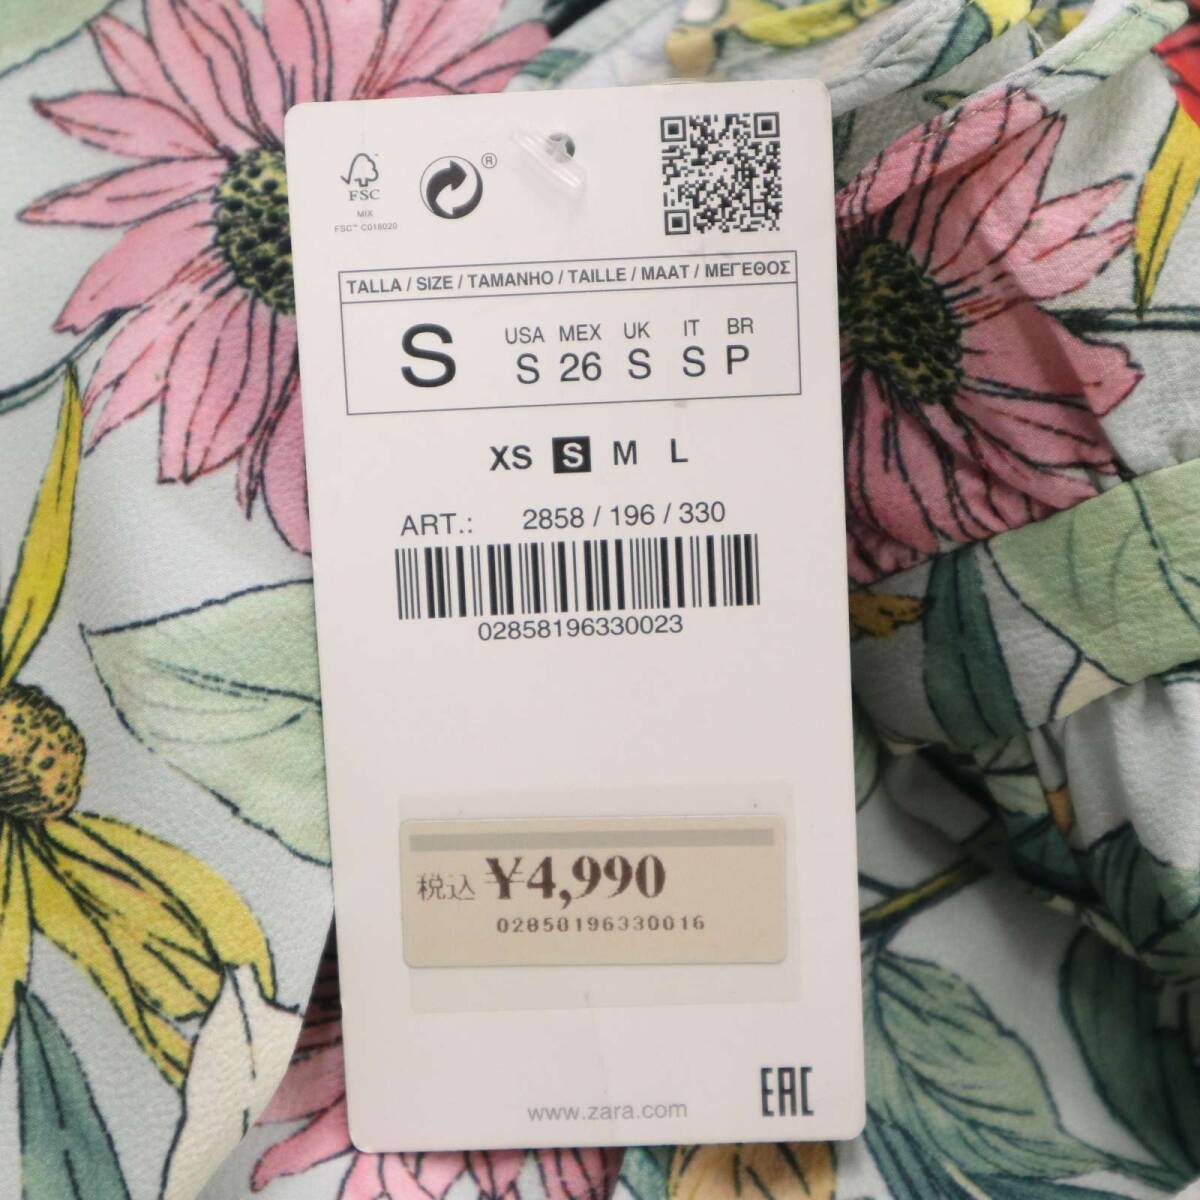 FSC
MIX
FSC™ C018020
®
TALLA / SIZE / TAMANHO / TAILLE / MAAT / ΜΕΓΕΘΟΣ
S
USA MEX UK IT BR
S 26 S S P
XS S M L
ART.: 2858 / 196 / 330
02858196330023
税込 ¥4,990
02858196330016
www.zara.com
EAC